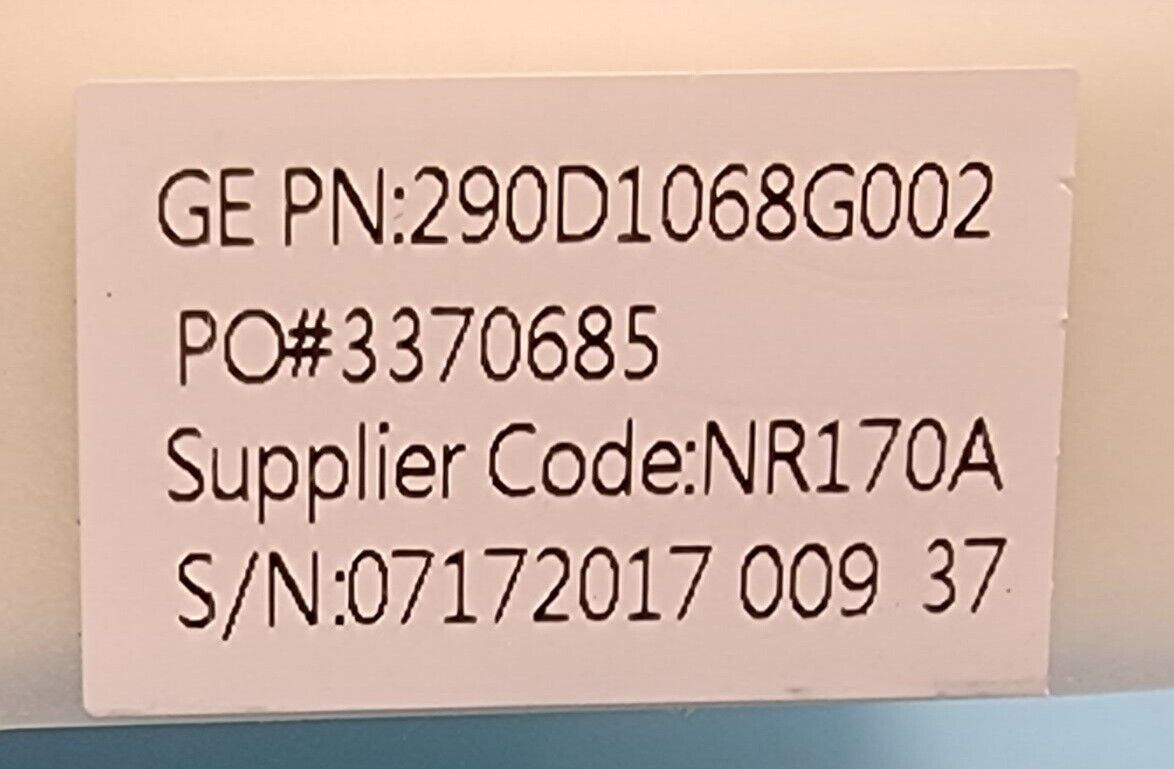 GE PN:290D1068G002
PO#3370685
Supplier Code:NR170A
S/N:07172017 009 37